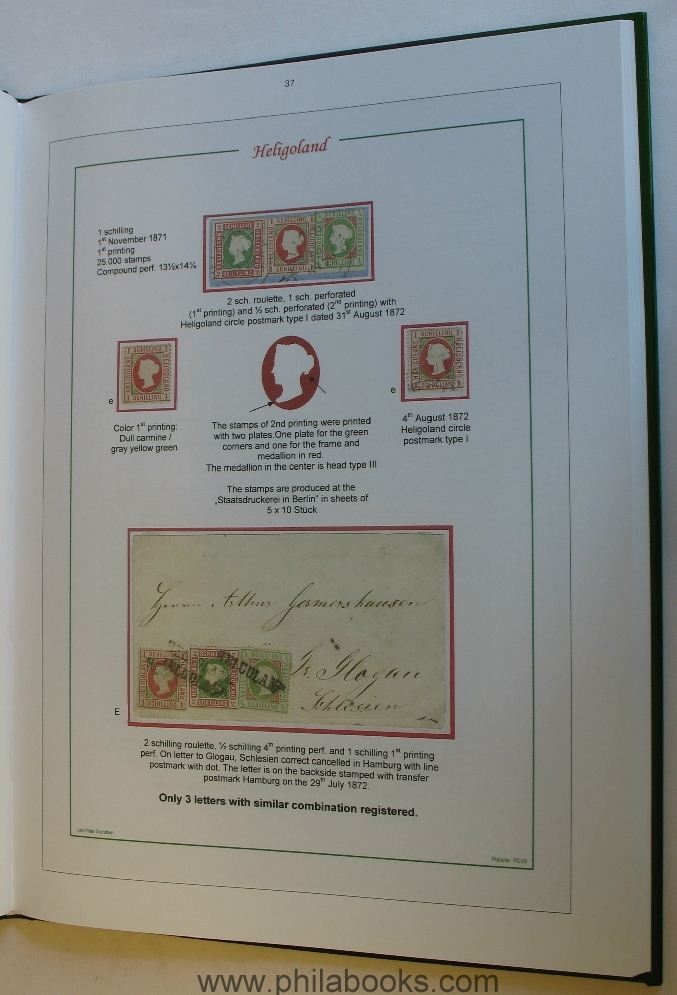 37
Heligoland
1 schilling
1st November 1871
1st printing
25.000 stamps
Compound perf. 13½x14¼
2 sch. roulette, 1 sch. perforated
(1st printing) and ½ sch. perforated (2nd printing) with
Heligoland circle postmark type I dated 31st August 1872
e
Color 1st printing:
Dull carmine /
gray yellow green.
The stamps of 2nd printing were printed
with two plates.One plate for the green
corners and one for the frame and
medallion in red.
The medallion in the center is head type III
e
4th August 1872
Heligoland circle
postmark type I
The stamps are produced at the
„Staatsdruckerei in Berlin" in sheets of
5 x 10 Stück
Herrn Arthur Germershausen
Gr. Glogau
Schlesien
E
2 schilling roulette, ½ schilling 4th printing perf. and 1 schilling 1st printing
perf. On letter to Glogau, Schlesien correct cancelled in Hamburg with line
postmark with dot. The letter is on the backside stamped with transfer
postmark Hamburg on the 29th July 1872.
Only 3 letters with similar combination registered.
www.philabooks.com